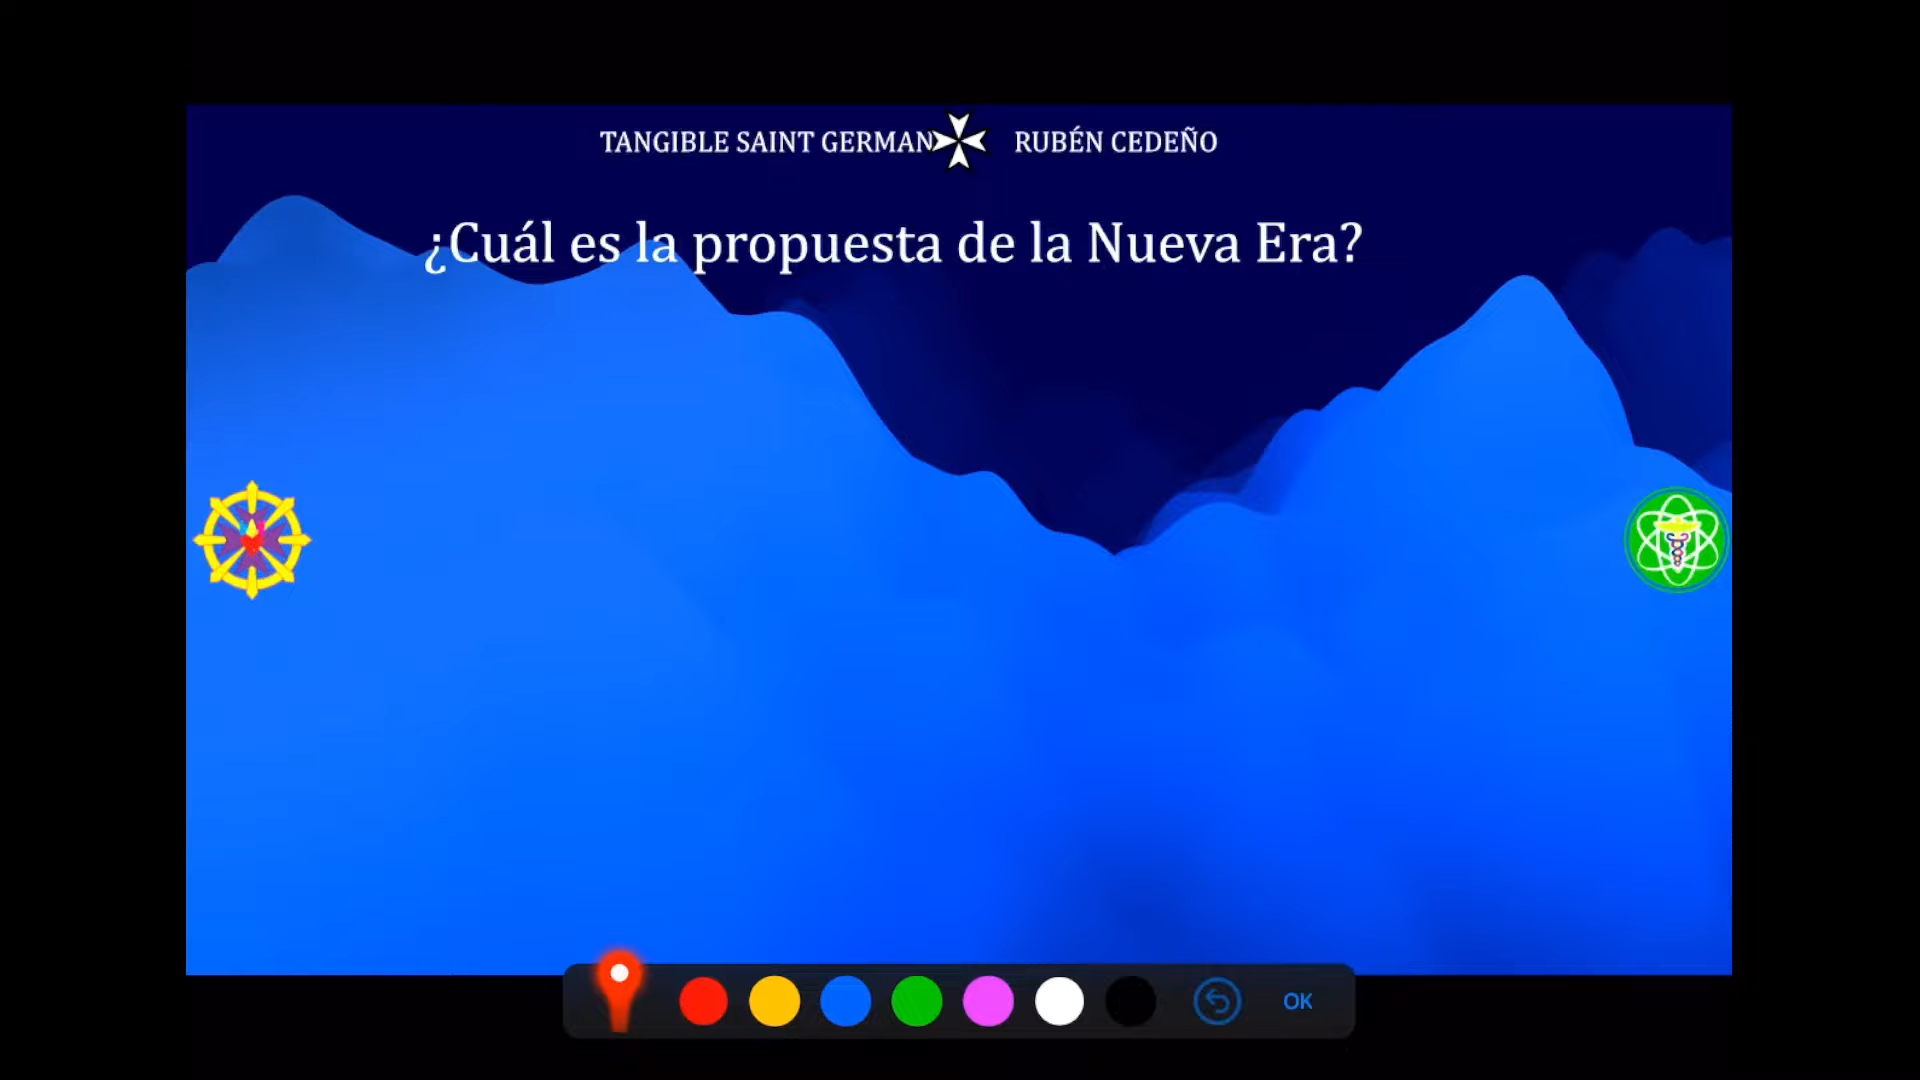 TANGIBLE SAINT GERMAN RUBÉN CEDEÑO
¿Cuál es la propuesta de la Nueva Era?
OK